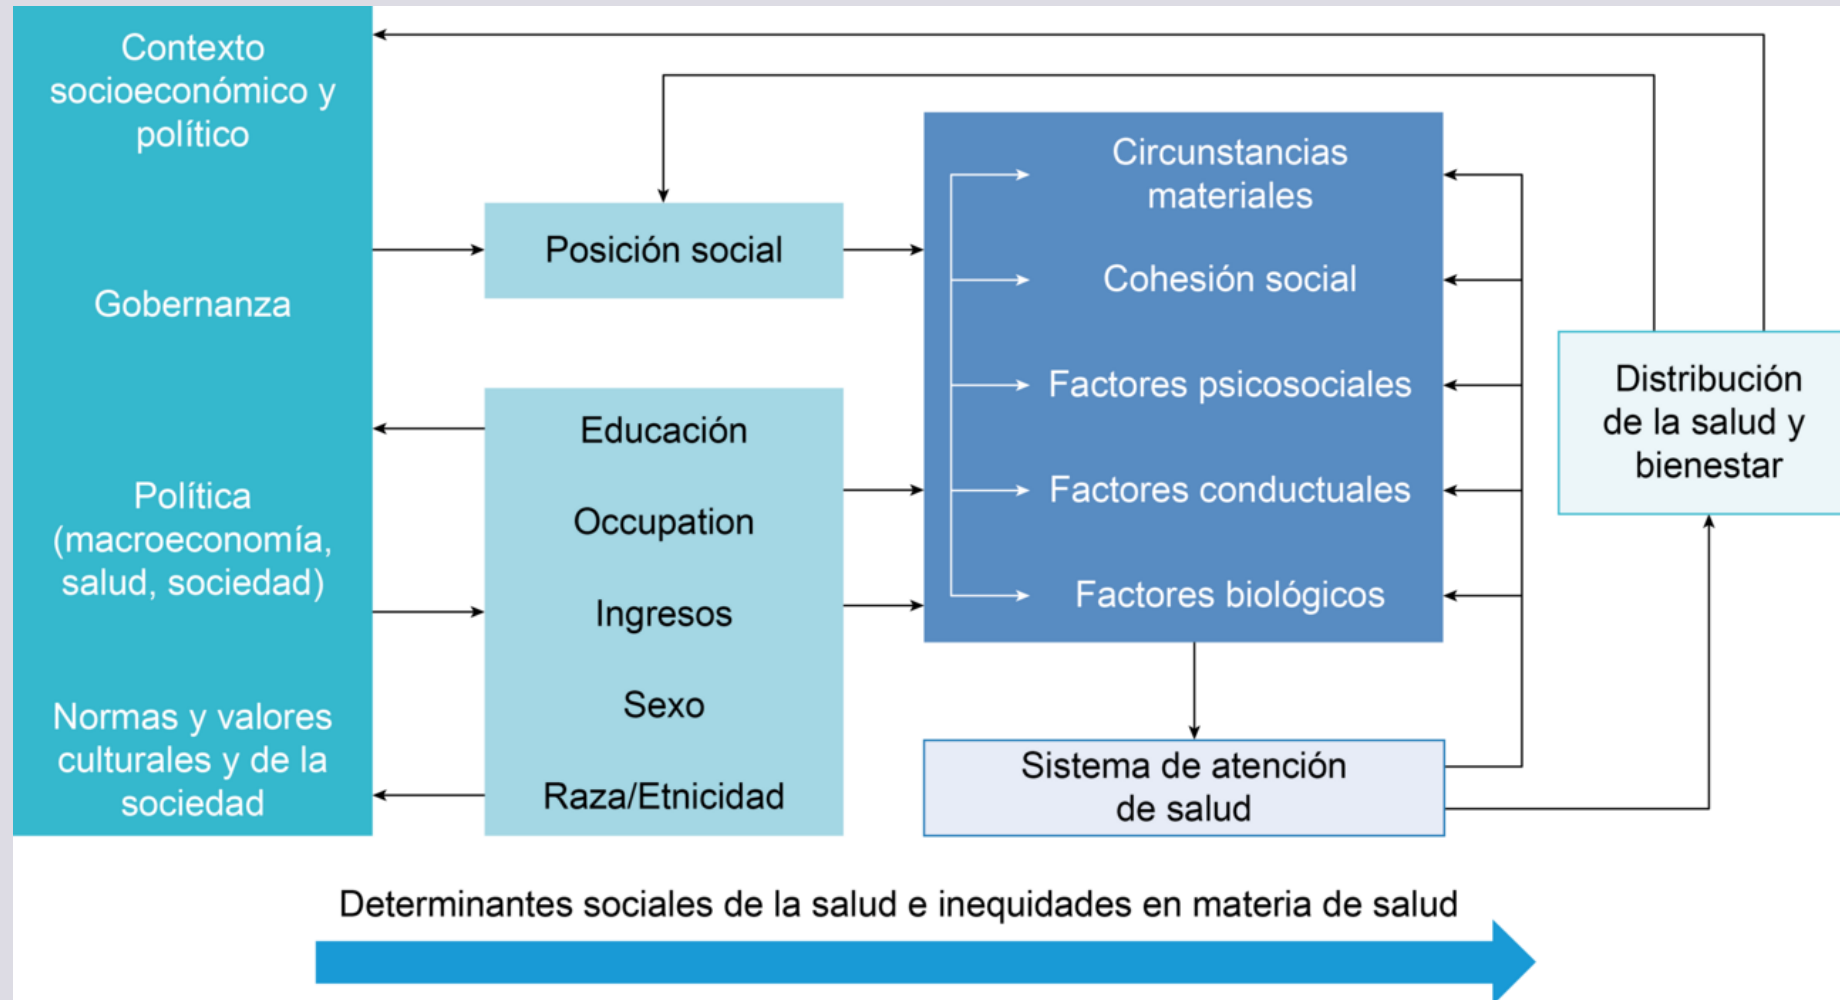 Contexto
socioeconómico y
político
Gobernanza
Política
(macroeconomía,
salud, sociedad)
Normas y valores
culturales y de la
sociedad
Posición social
Educación
Occupation
Ingresos
Sexo
Raza/Etnicidad
Circunstancias
materiales
Cohesión social
Factores psicosociales
Factores conductuales
Factores biológicos
Sistema de atención
de salud
Distribución
de la salud y
bienestar
Determinantes sociales de la salud e inequidades en materia de salud